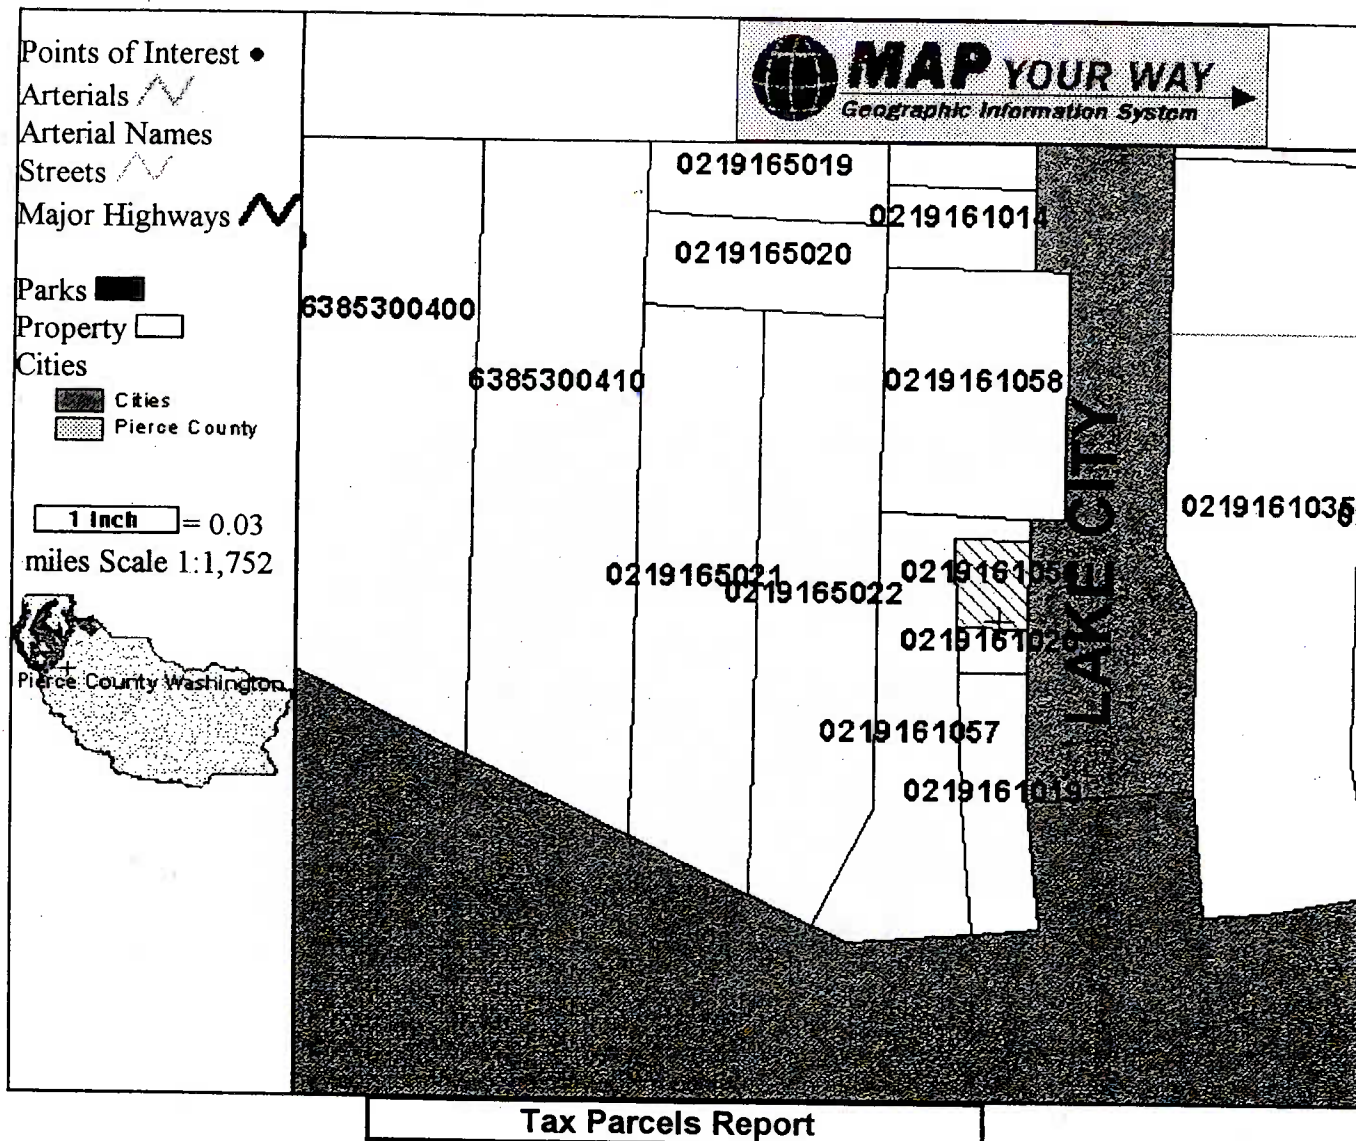 Points of Interest
Arterials
Arterial Names
Streets
Major Highways
Parks
Property
Cities
Cities
Pierce County
1 Inch = 0.03
miles Scale 1:1,752
Pierce County Washington
MAP YOUR WAY
Geographic Information System
0219165019
0219161014
0219165020
6385300400
6385300410
0219161058
LAKE CITY
0219161035
0219165021
0219165022
0219161057
0219161019
Tax Parcels Report